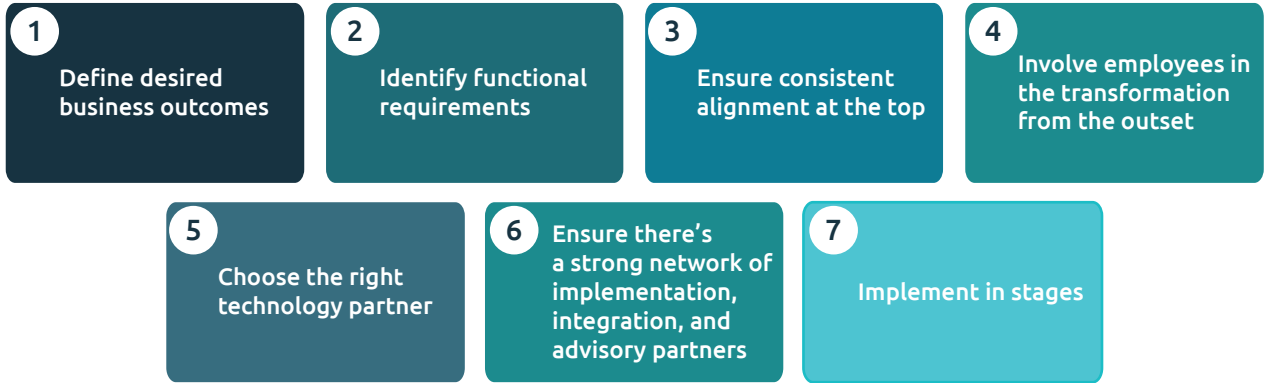 1
Define desired
business outcomes
2
Identify functional
requirements
3
Ensure consistent
alignment at the top
4
Involve employees in
the transformation
from the outset
5
Choose the right
technology partner
6
Ensure there’s
a strong network of
implementation,
integration, and
advisory partners
7
Implement in stages